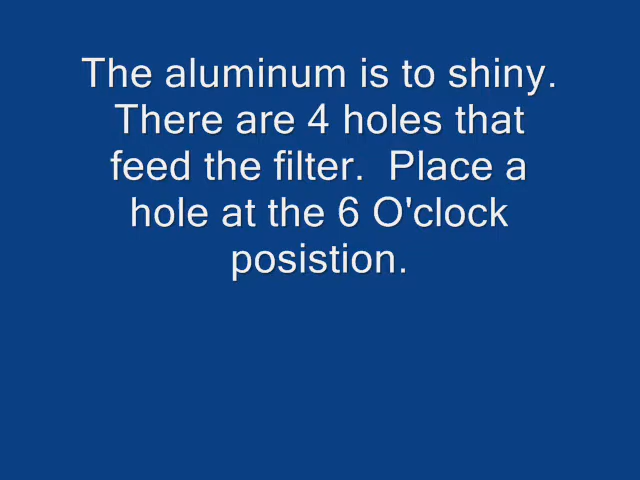 The aluminum is to shiny.
There are 4 holes that
feed the filter.  Place a
hole at the 6 O'clock
posistion.